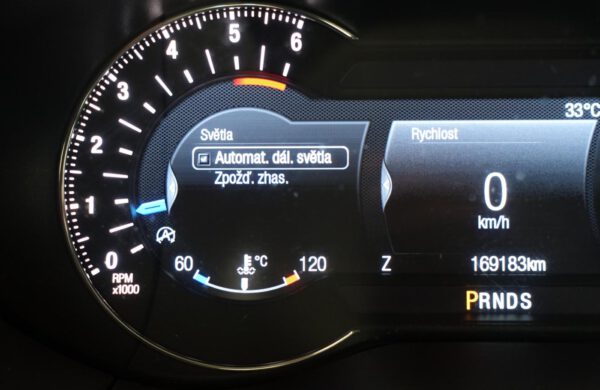 6
5
4
3
2
1
0
RPM
x1000
Světla
Automat. dál. světla
Zpožď. zhas.
60
°C
120
33°C
Rychlost
0
km/h
Z
169183km
PRNDS